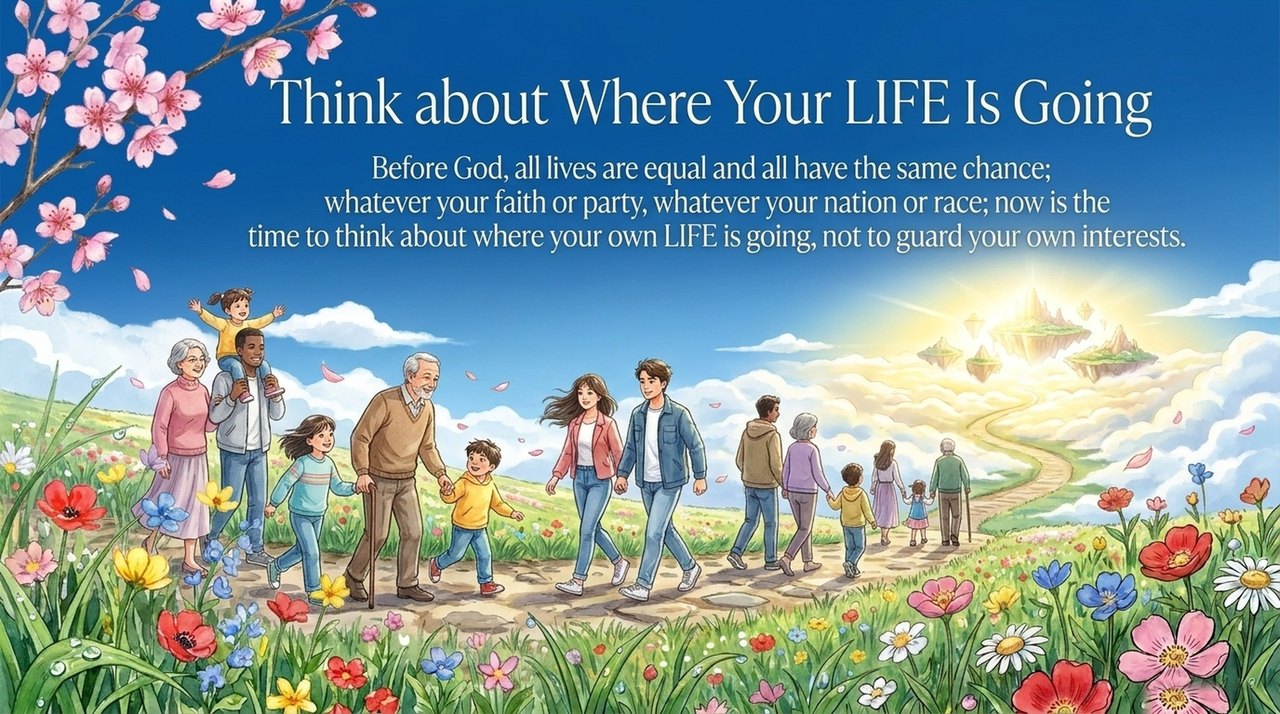 Think about Where Your LIFE Is Going
Before God, all lives are equal and all have the same chance;
whatever your faith or party, whatever your nation or race; now is the
time to think about where your own LIFE is going, not to guard your own interests.